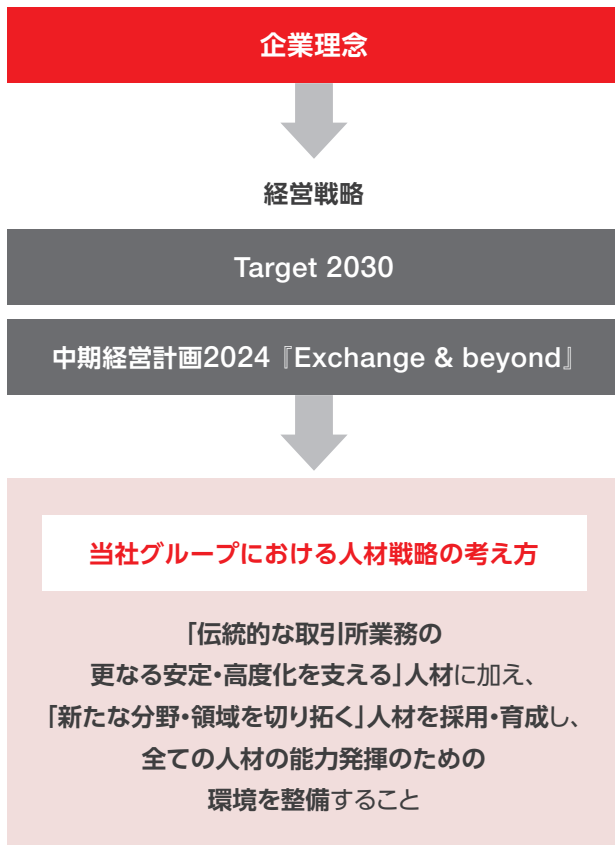 企業理念
経営戦略
Target 2030
中期経営計画2024『Exchange & beyond』
当社グループにおける人材戦略の考え方
「伝統的な取引所業務の
更なる安定・高度化を支える」人材に加え、
「新たな分野・領域を切り拓く」人材を採用・育成し、
全ての人材の能力発揮のための
環境を整備すること